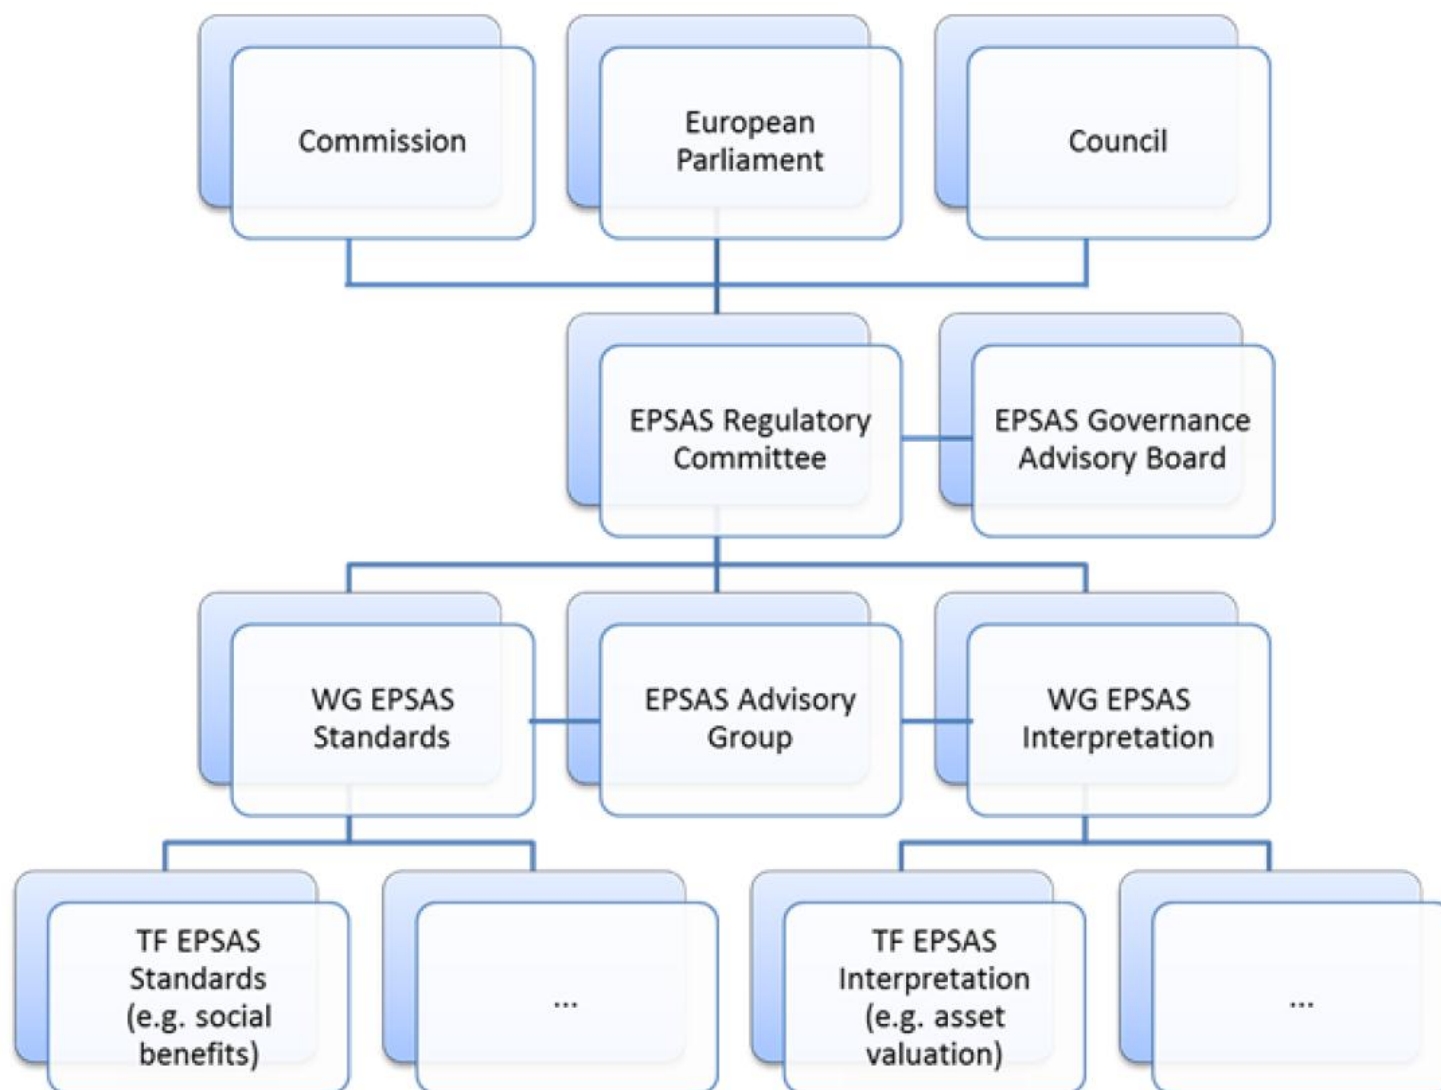 Commission
European
Parliament
Council
EPSAS Regulatory
Committee
EPSAS Governance
Advisory Board
WG EPSAS
Standards
EPSAS Advisory
Group
WG EPSAS
Interpretation
TF EPSAS
Standards
(e.g. social
benefits)
...
TF EPSAS
Interpretation
(e.g. asset
valuation)
...